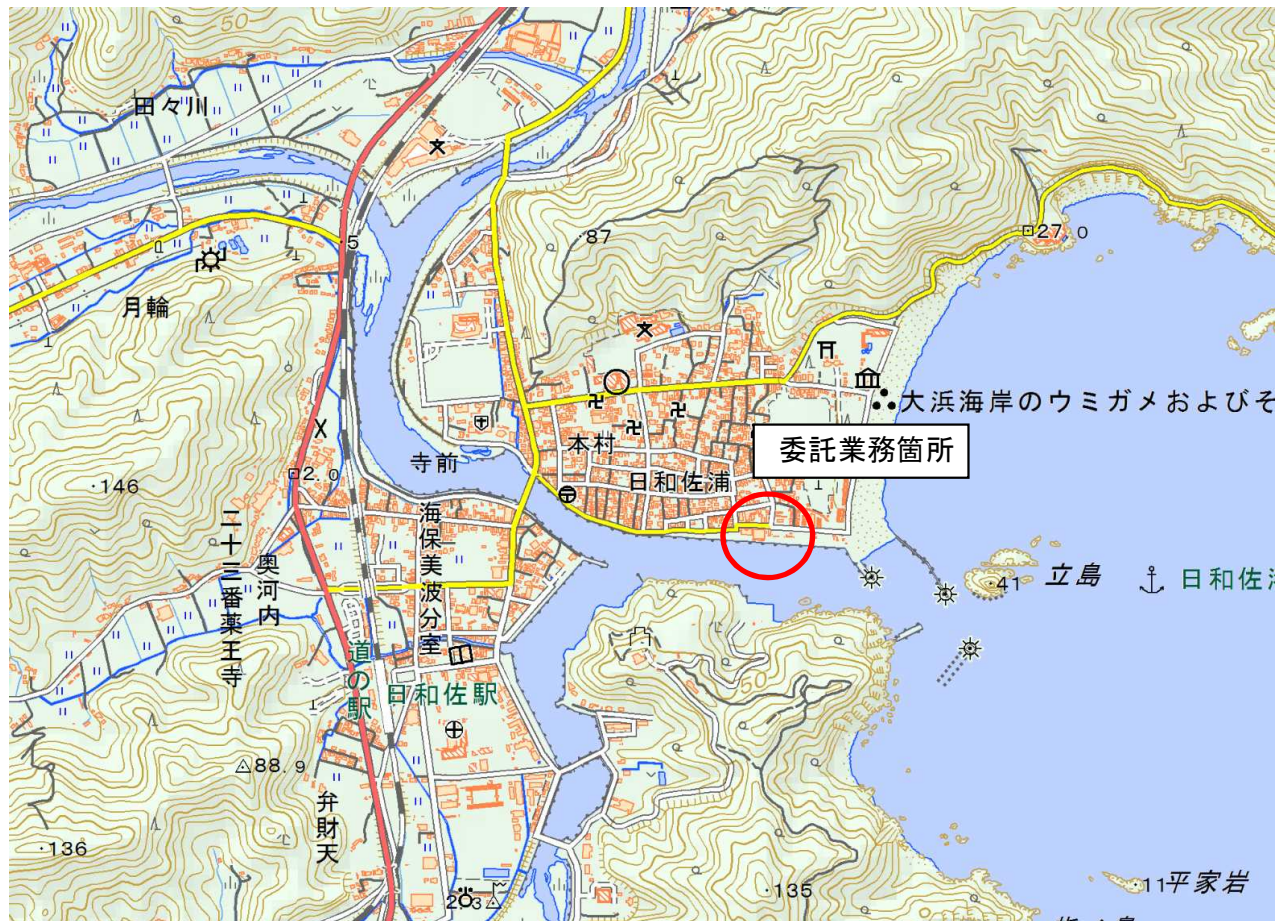 田々川
87
27.0
5
月輪
大浜海岸のウミガメおよびそ
委託業務箇所
本村
寺前
日和佐浦
2.0
146
二十三番薬王寺
奥河内
海保美波分室
41
立島
日和佐
道の駅
日和佐駅
50
88.9
弁財天
136
135
11
平家岩